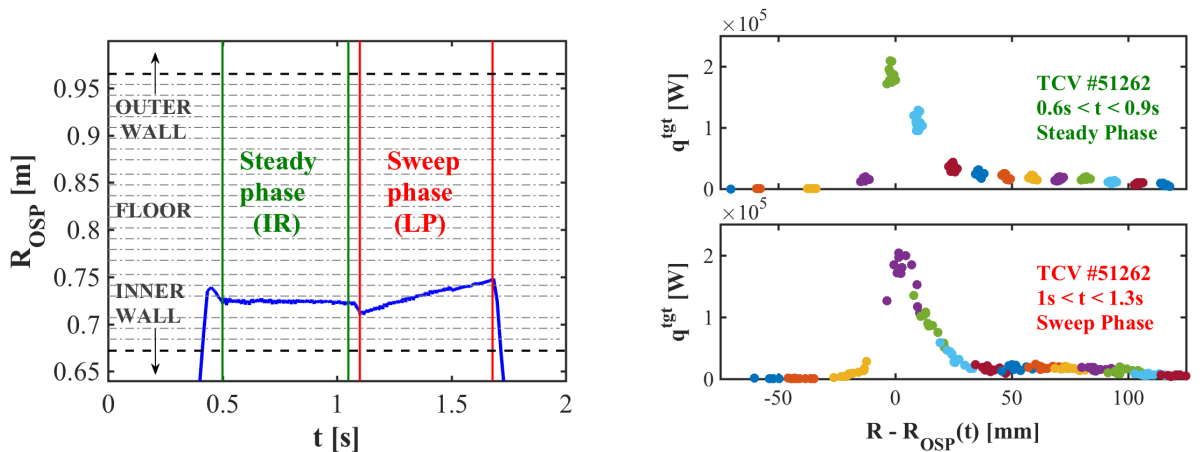 0.95
0.9
0.85
0.8
0.75
0.7
0.65
R_OSP [m]
OUTER
WALL
FLOOR
INNER
WALL
Steady
phase
(IR)
Sweep
phase
(LP)
0
0.5
1
1.5
2
t [s]
×10^5
2
1
0
q^tgt [W]
TCV #51262
0.6s < t < 0.9s
Steady Phase
×10^5
3
2
1
0
q^tgt [W]
TCV #51262
1s < t < 1.3s
Sweep Phase
-50
0
50
100
R - R_OSP(t) [mm]